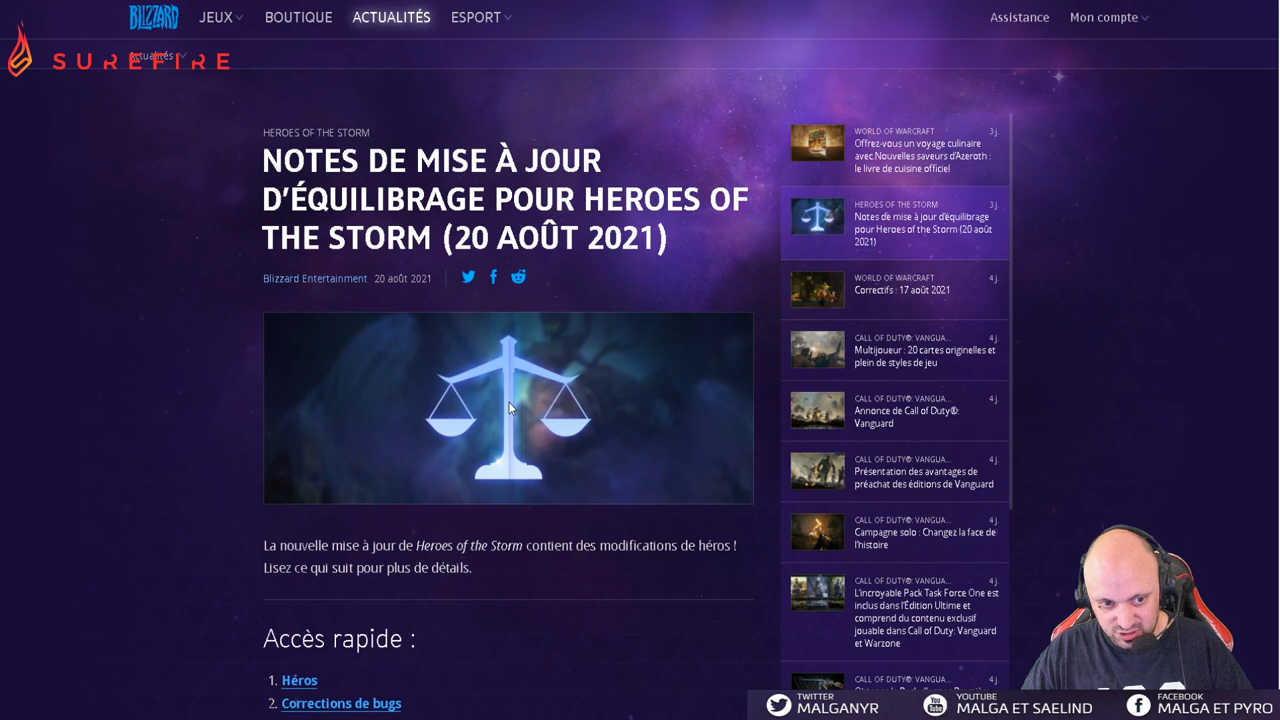 BLIZZARD
JEUX
BOUTIQUE
ACTUALITÉS
ESPORT
Assistance
Mon compte
Actualités
SUREFIRE
HEROES OF THE STORM
NOTES DE MISE À JOUR
D'ÉQUILIBRAGE POUR HEROES OF
THE STORM (20 AOÛT 2021)
Blizzard Entertainment 20 août 2021
La nouvelle mise à jour de Heroes of the Storm contient des modifications de héros !
Lisez ce qui suit pour plus de détails.
Accès rapide :
1. Héros
2. Corrections de bugs
WORLD OF WARCRAFT 3 j.
Offrez-vous un voyage culinaire
avec Nouvelles saveurs d'Azeroth :
le livre de cuisine officiel
HEROES OF THE STORM 3 j.
Notes de mise à jour d'équilibrage
pour Heroes of the Storm (20 août
2021)
WORLD OF WARCRAFT 4 j.
Correctifs : 17 août 2021
CALL OF DUTY®: VANGUA... 4 j.
Multijoueur : 20 cartes originelles et
plein de styles de jeu
CALL OF DUTY®: VANGUA... 4 j.
Annonce de Call of Duty®:
Vanguard
CALL OF DUTY®: VANGUA... 4 j.
Présentation des avantages de
préachat des éditions de Vanguard
CALL OF DUTY®: VANGUA... 4 j.
Campagne solo : Changez la face de
l'histoire
CALL OF DUTY®: VANGUA... 4 j.
L'incroyable Pack Task Force One est
inclus dans l'Édition Ultime et
comprend du contenu exclusif
jouable dans Call of Duty: Vanguard
et Warzone
CALL OF DUTY®: VANGUA... 4 j.
TWITTER
MALGANYR
YOUTUBE
MALGA ET SAELIND
FACEBOOK
MALGA ET PYRO